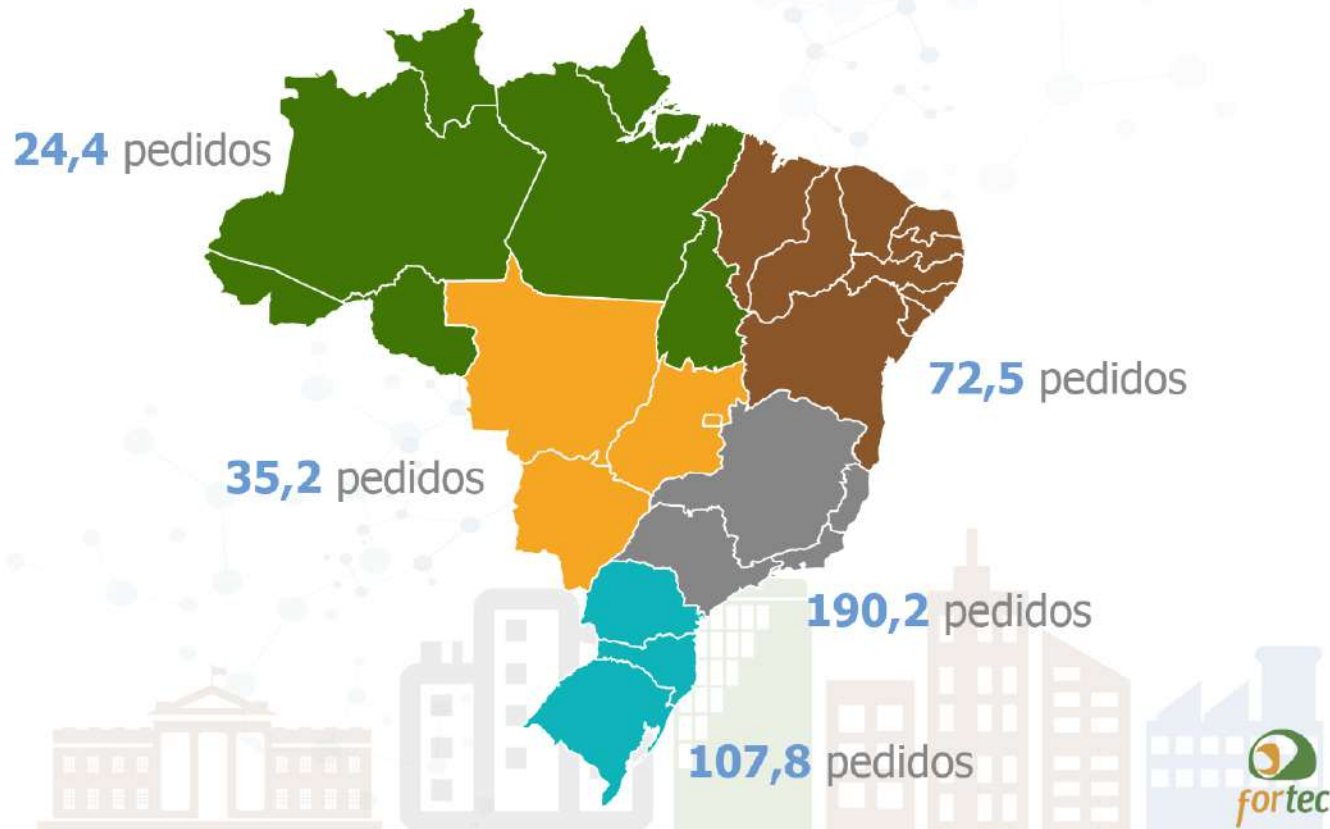 24,4 pedidos
72,5 pedidos
35,2 pedidos
190,2 pedidos
107,8 pedidos
fortec